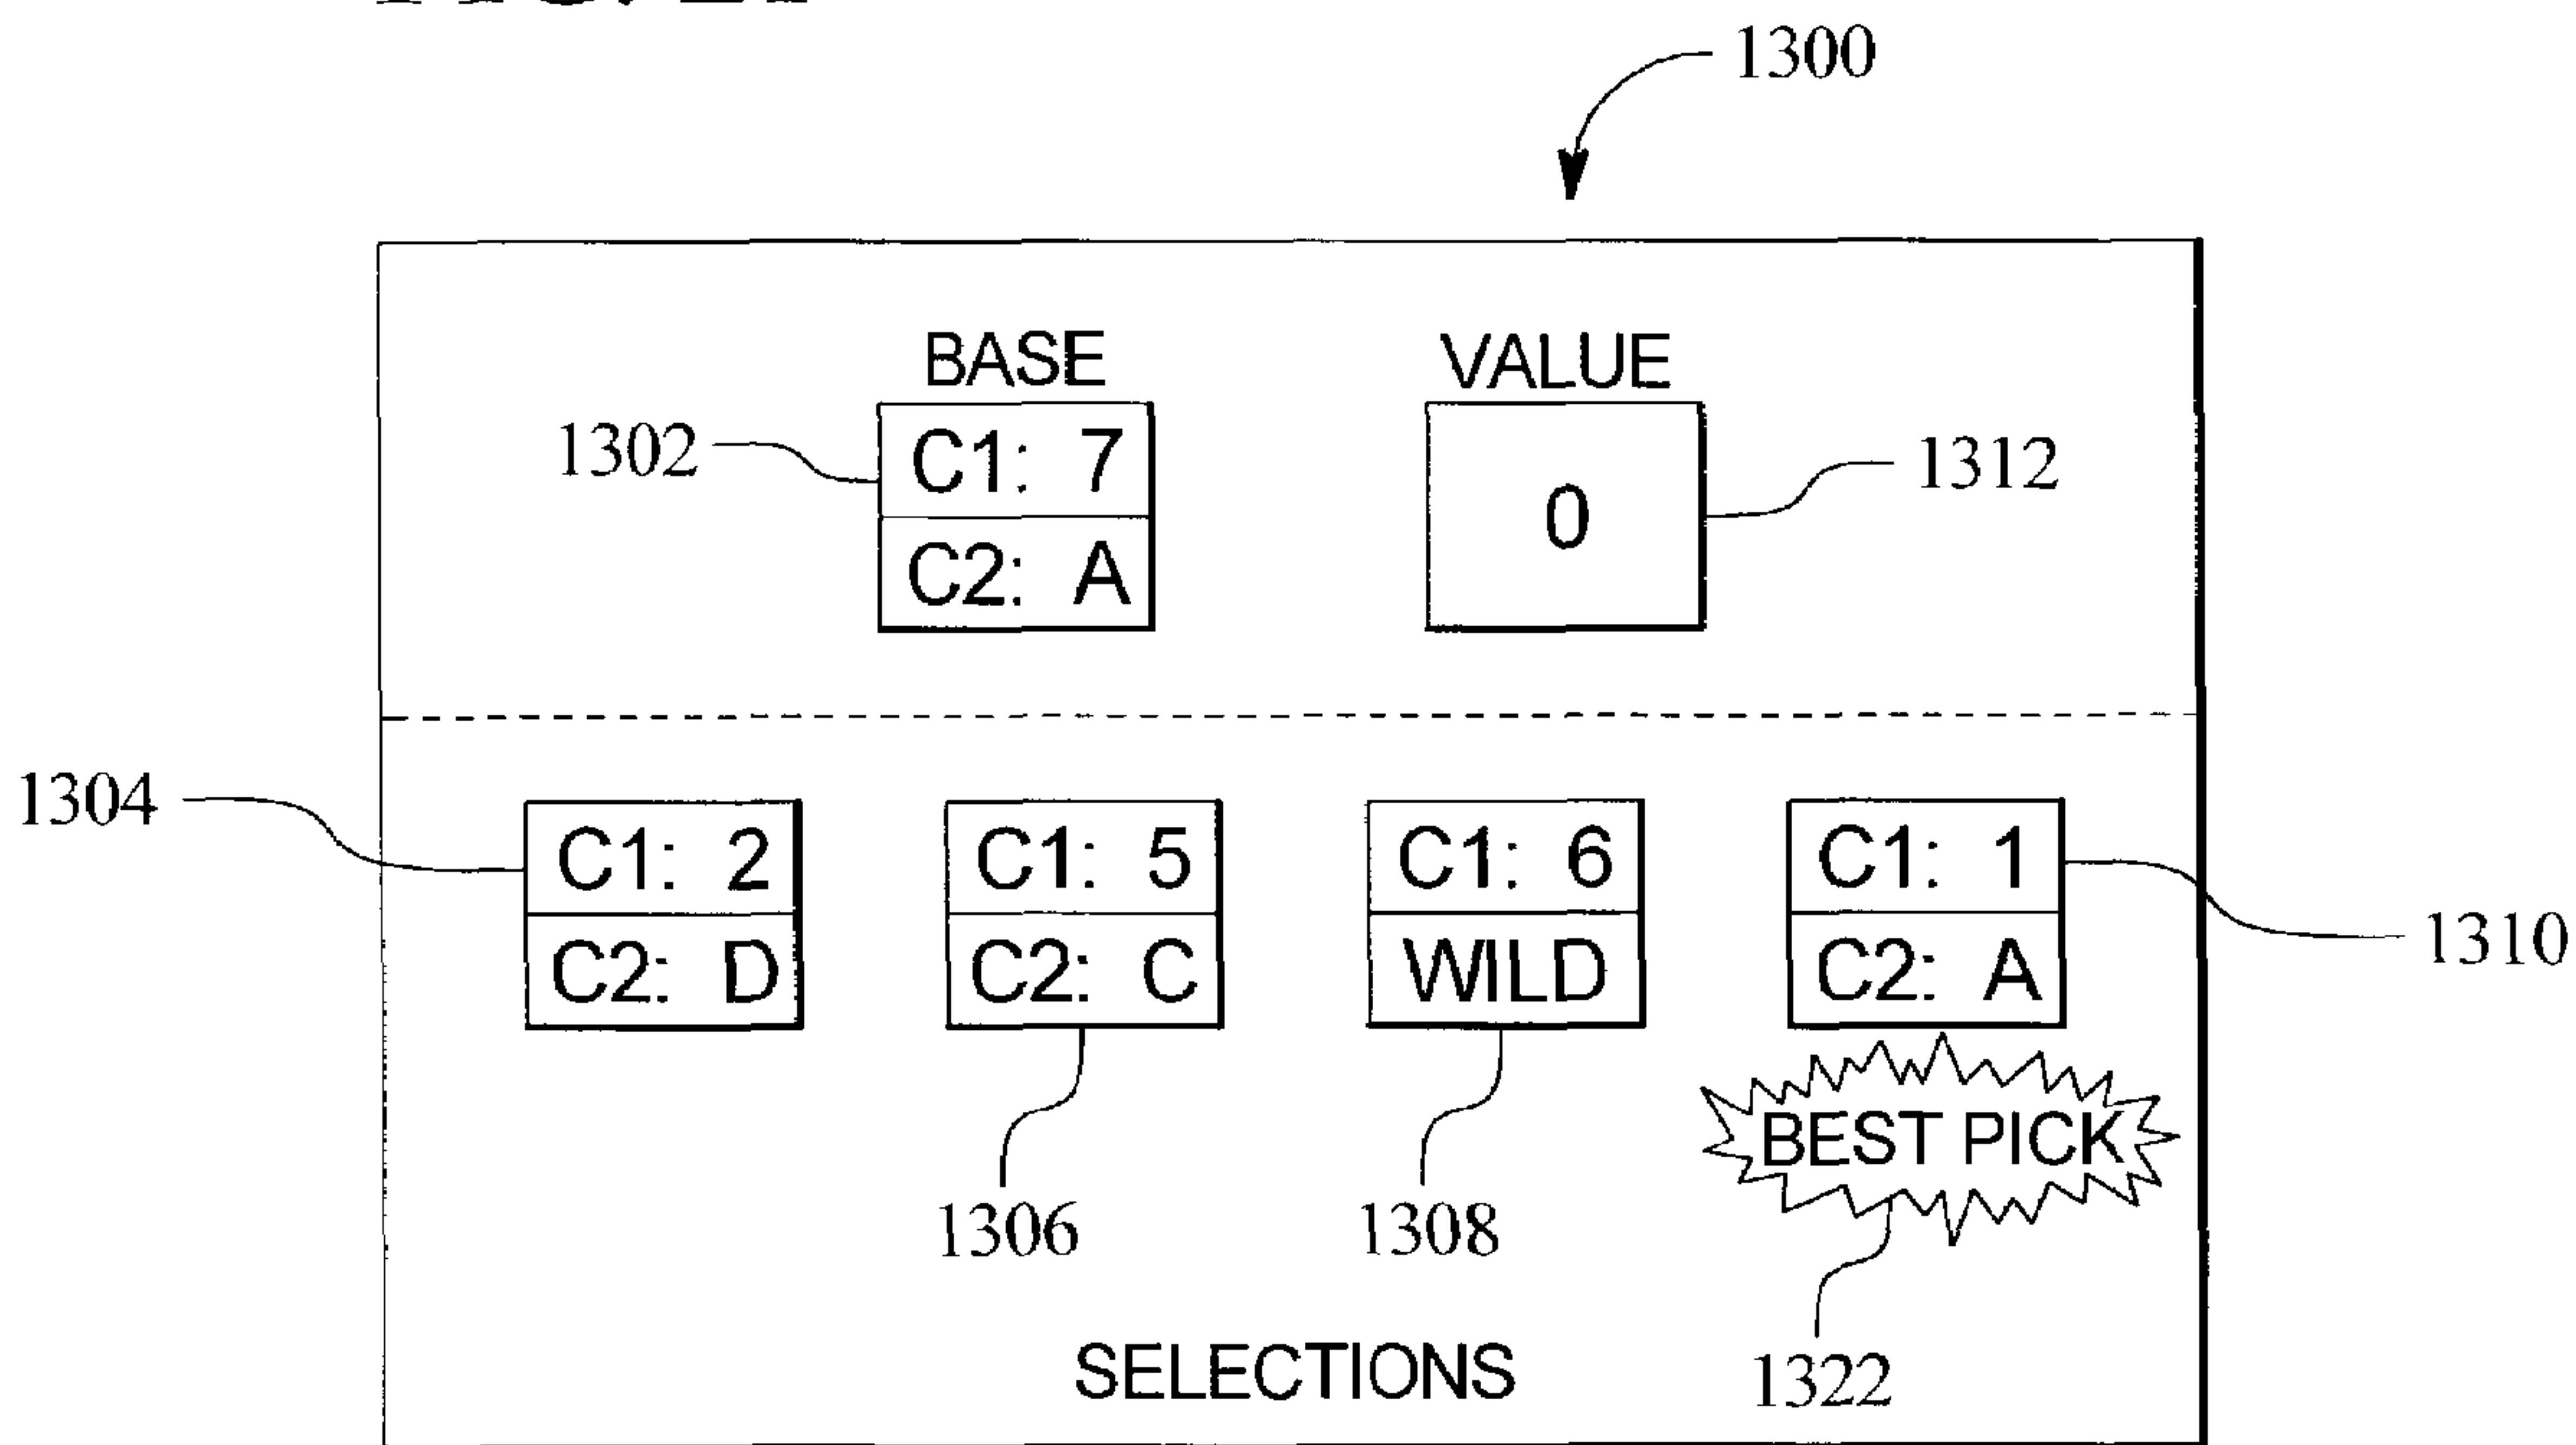 1300
BASE VALUE
1302 C1: 7 1312
0
C2: A
1304 C1: 2 C1: 5 C1: 6 C1: 1
C2: D C2: C WILD C2: A 1310
BEST PICK
1306 1308
SELECTIONS 1322